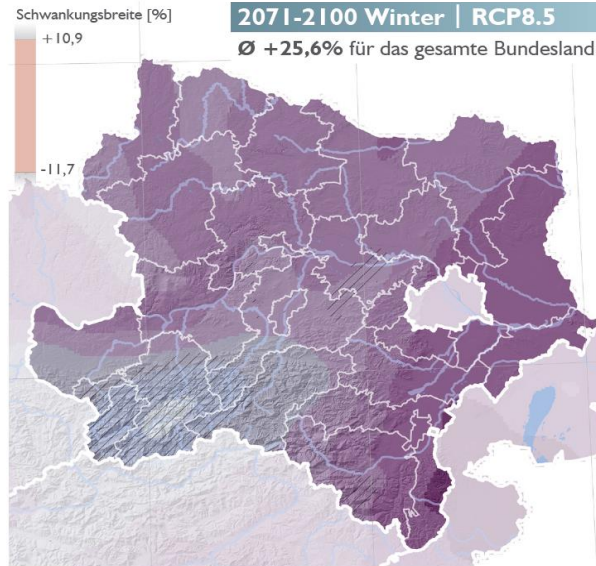 Schwankungsbreite [%]
+10,9
-11,7
2071-2100 Winter | RCP8.5
Ø +25,6% für das gesamte Bundesland